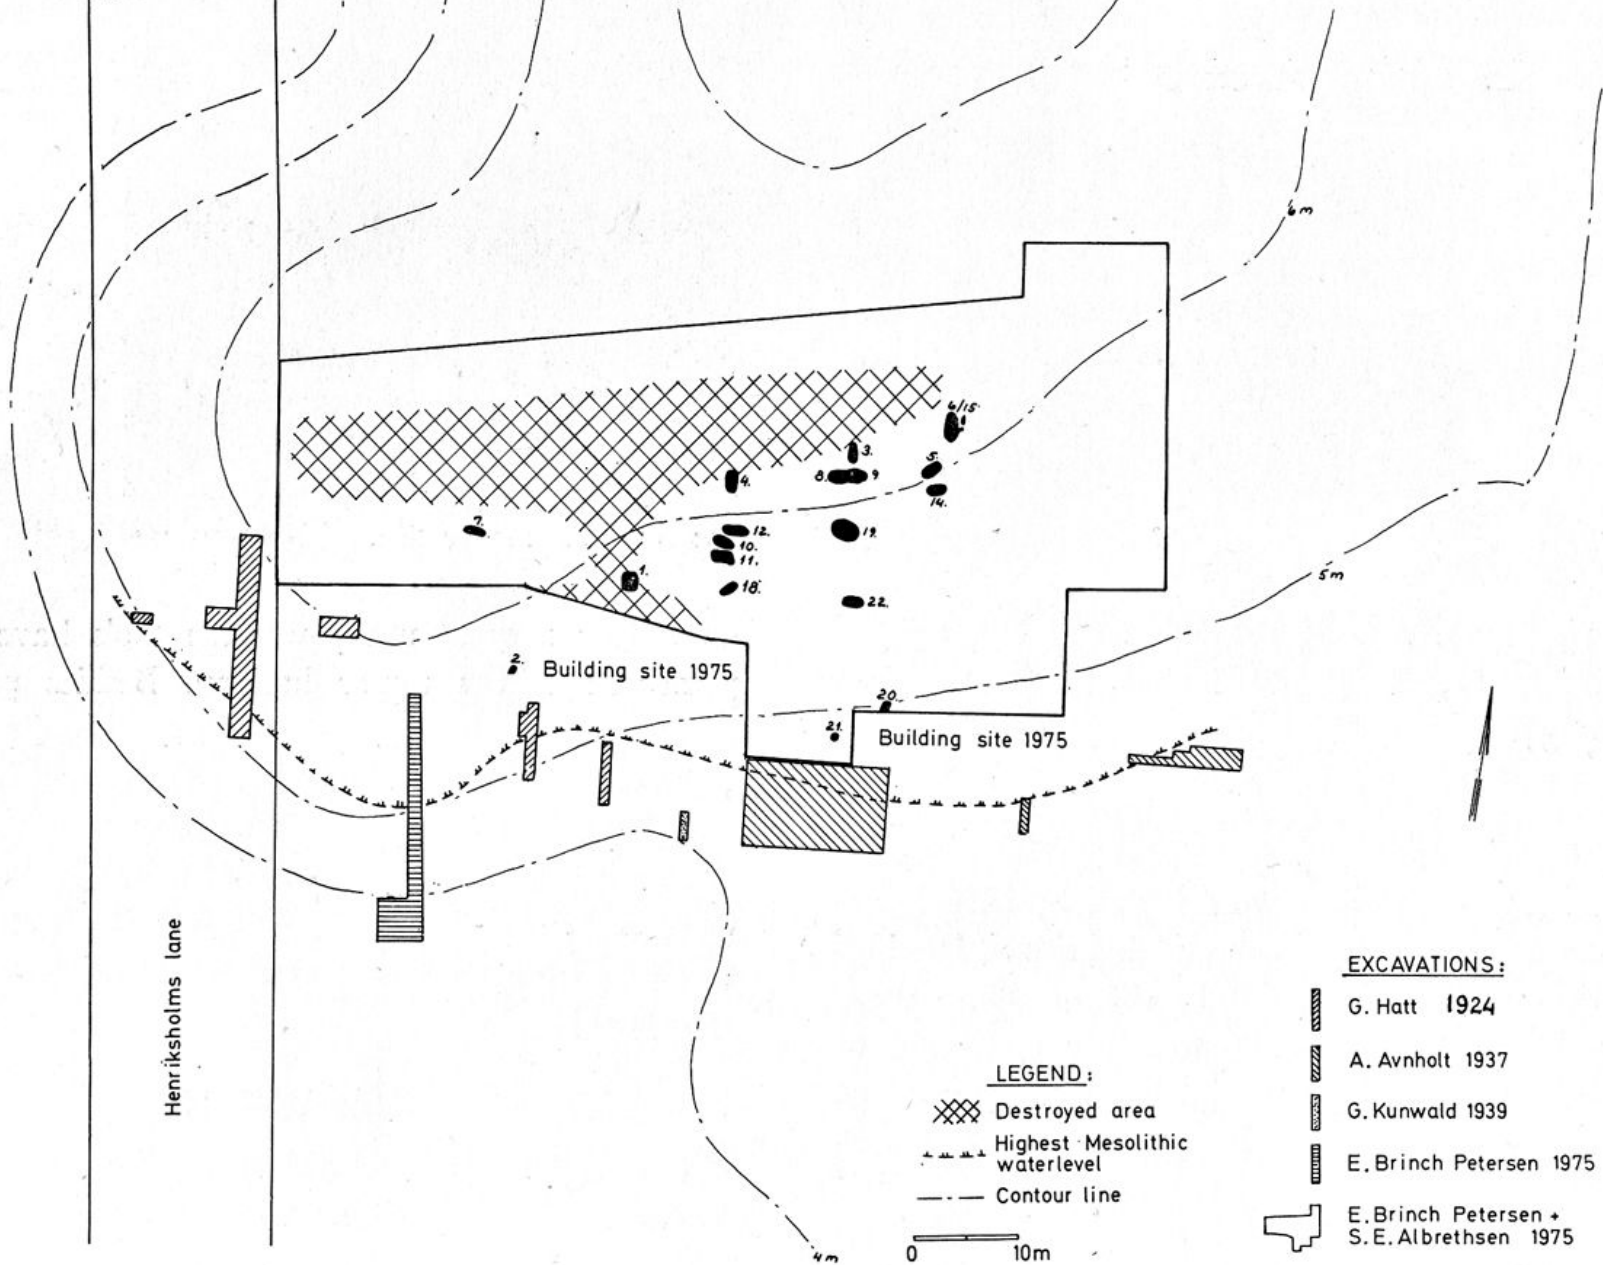 6m
6/15
3.
5.
4.
8.
9
14.
7.
12.
19.
10.
11.
1.
5m
18.
22.
2.
Building site 1975
20.
21.
Building site 1975
Henriksholms lane
LEGEND:
Destroyed area
Highest Mesolithic
waterlevel
Contour line
0 10m
4m
EXCAVATIONS:
G. Hatt 1924
A. Avnholt 1937
G. Kunwald 1939
E. Brinch Petersen 1975
E. Brinch Petersen +
S.E. Albrethsen 1975